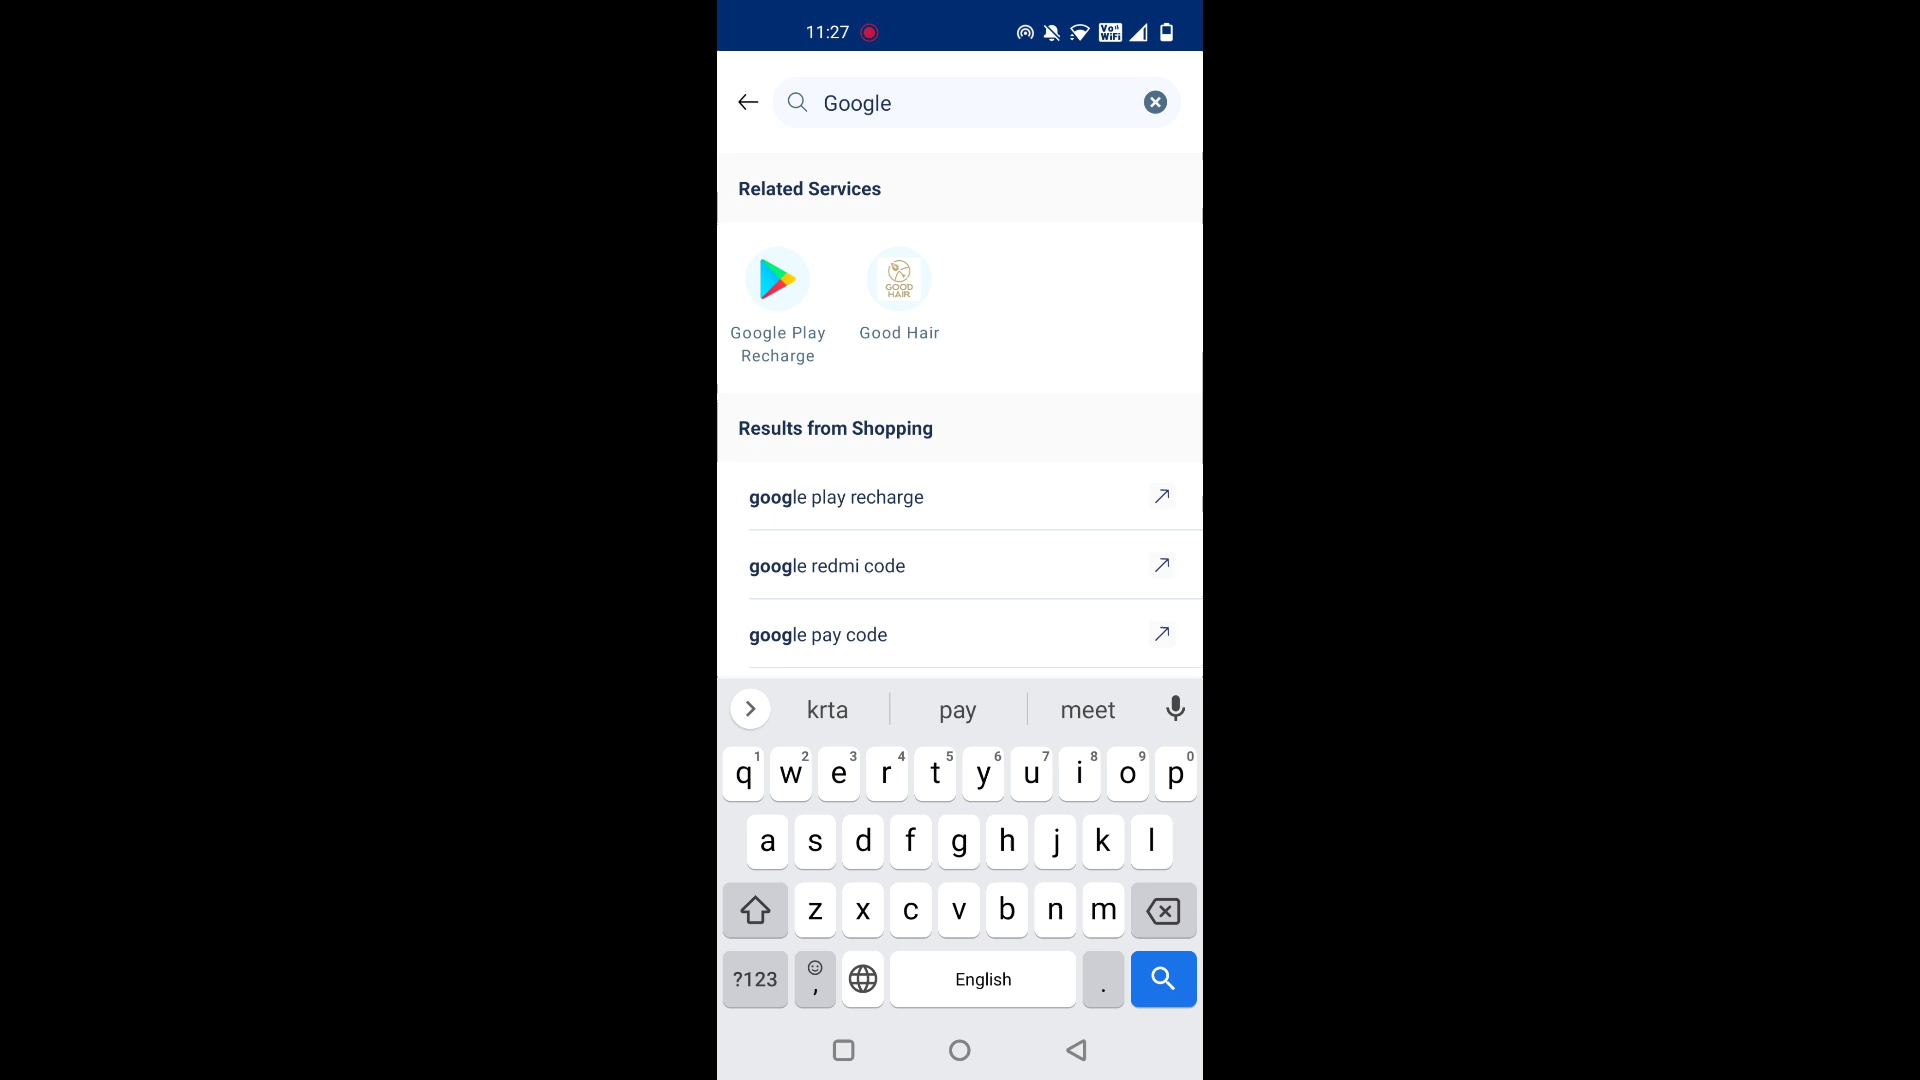 11:27
Vo
WiFi
Google
Related Services
GOOD
HAIR
Google Play
Recharge
Good Hair
Results from Shopping
google play recharge
google redmi code
google pay code
krta pay meet
1 2 3 4 5 6 7 8 9 0
q w e r t y u i o p
a s d f g h j k l
z x c v b n m
?123 , English .